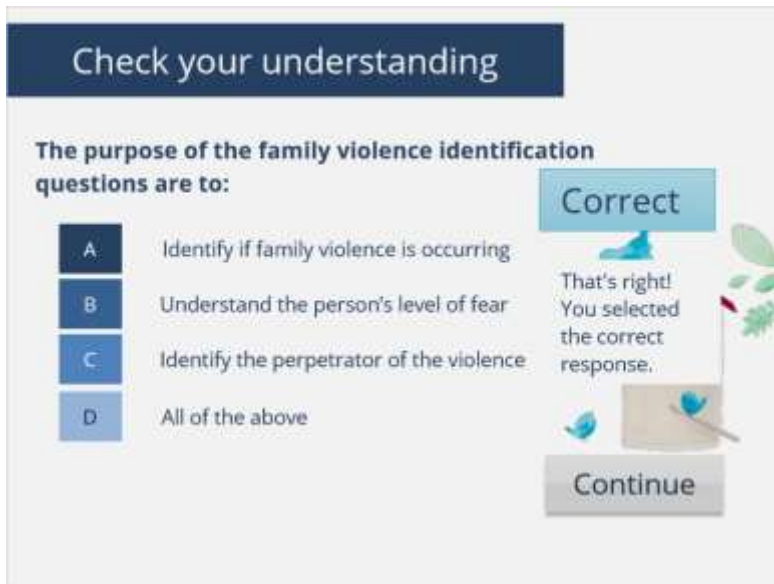 Check your understanding
The purpose of the family violence identification
questions are to:
A Identify if family violence is occurring
B Understand the person's level of fear
C Identify the perpetrator of the violence
D All of the above
Correct
That's right!
You selected
the correct
response.
Continue